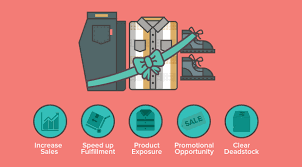 SALE
Increase
Sales
Speed up
Fulfillment
Product
Exposure
Promotional
Opportunity
Clear
Deadstock